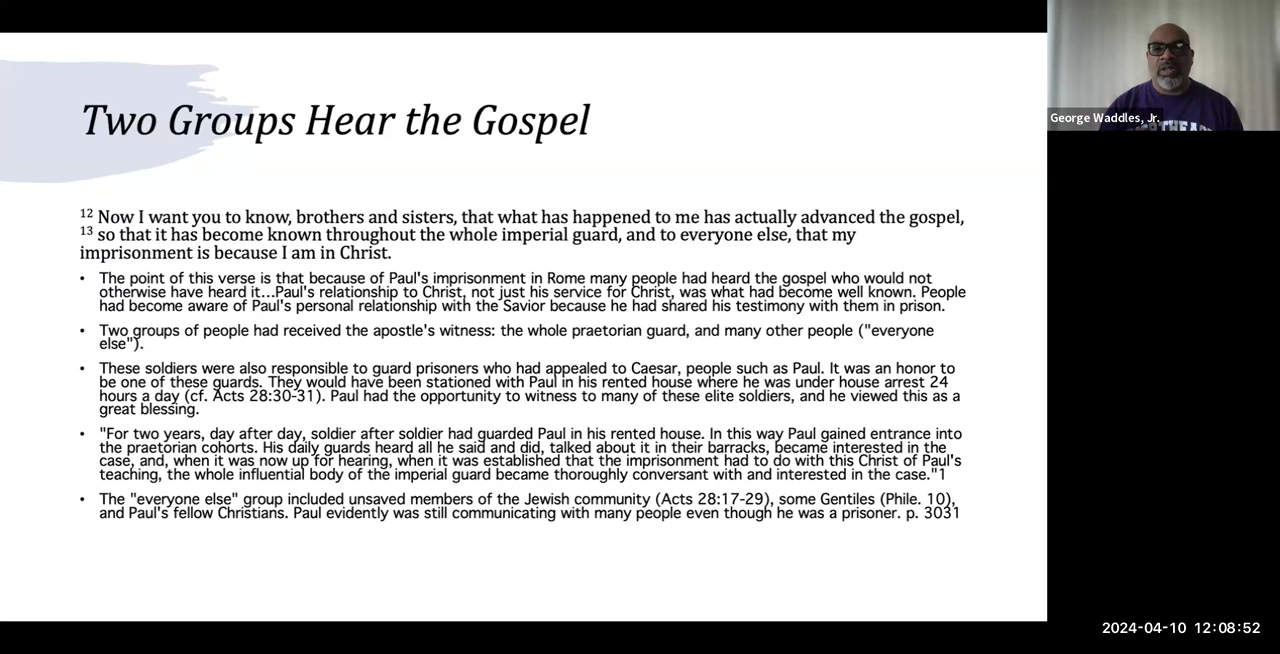 Two Groups Hear the Gospel
12 Now I want you to know, brothers and sisters, that what has happened to me has actually advanced the gospel,
13 so that it has become known throughout the whole imperial guard, and to everyone else, that my
imprisonment is because I am in Christ.
• The point of this verse is that because of Paul's imprisonment in Rome many people had heard the gospel who would not
otherwise have heard it...Paul's relationship to Christ, not just his service for Christ, was what had become well known. People
had become aware of Paul's personal relationship with the Savior because he had shared his testimony with them in prison.
• Two groups of people had received the apostle's witness: the whole praetorian guard, and many other people ("everyone
else").
• These soldiers were also responsible to guard prisoners who had appealed to Caesar, people such as Paul. It was an honor to
be one of these guards. They would have been stationed with Paul in his rented house where he was under house arrest 24
hours a day (cf. Acts 28:30-31). Paul had the opportunity to witness to many of these elite soldiers, and he viewed this as a
great blessing.
• "For two years, day after day, soldier after soldier had guarded Paul in his rented house. In this way Paul gained entrance into
the praetorian cohorts. His daily guards heard all he said and did, talked about it in their barracks, became interested in the
case, and, when it was now up for hearing, when it was established that the imprisonment had to do with this Christ of Paul's
teaching, the whole influential body of the imperial guard became thoroughly conversant with and interested in the case."1
• The "everyone else" group included unsaved members of the Jewish community (Acts 28:17-29), some Gentiles (Phile. 10),
and Paul's fellow Christians. Paul evidently was still communicating with many people even though he was a prisoner. p. 3031
George Waddles, Jr.
2024-04-10 12:08:52